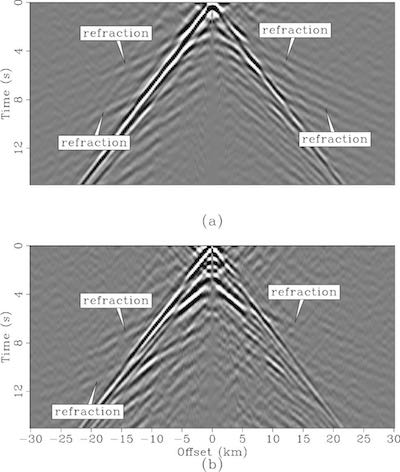 0
refraction
refraction
4
Time (s)
8
refraction
refraction
12
(a)
0
4
refraction
refraction
Time (s)
8
12
refraction
−30 −25 −20 −15 −10 −5 0 5 10 15 20 25 30
Offset (km)
(b)